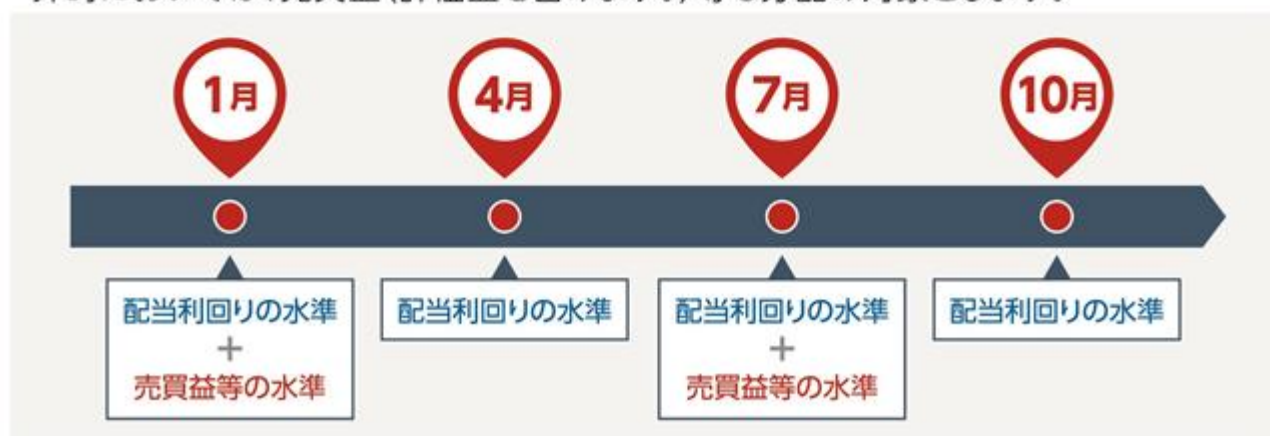 1月
4月
7月
10月
配当利回りの水準
+
売買益等の水準
配当利回りの水準
配当利回りの水準
+
売買益等の水準
配当利回りの水準